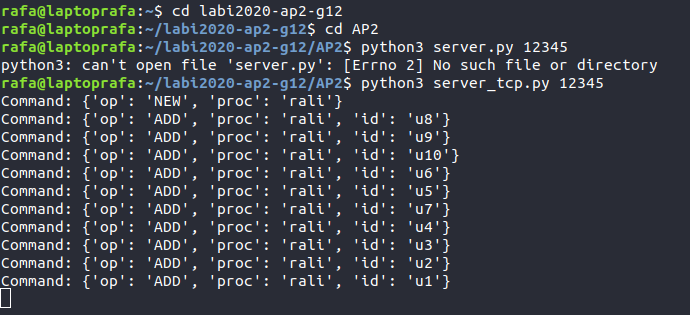 rafa@laptoprafa:~$ cd labi2020-ap2-g12
rafa@laptoprafa:~/labi2020-ap2-g12$ cd AP2
rafa@laptoprafa:~/labi2020-ap2-g12/AP2$ python3 server.py 12345
python3: can't open file 'server.py': [Errno 2] No such file or directory
rafa@laptoprafa:~/labi2020-ap2-g12/AP2$ python3 server_tcp.py 12345
Command: {'op': 'NEW', 'proc': 'rali'}
Command: {'op': 'ADD', 'proc': 'rali', 'id': 'u8'}
Command: {'op': 'ADD', 'proc': 'rali', 'id': 'u9'}
Command: {'op': 'ADD', 'proc': 'rali', 'id': 'u10'}
Command: {'op': 'ADD', 'proc': 'rali', 'id': 'u6'}
Command: {'op': 'ADD', 'proc': 'rali', 'id': 'u5'}
Command: {'op': 'ADD', 'proc': 'rali', 'id': 'u7'}
Command: {'op': 'ADD', 'proc': 'rali', 'id': 'u4'}
Command: {'op': 'ADD', 'proc': 'rali', 'id': 'u3'}
Command: {'op': 'ADD', 'proc': 'rali', 'id': 'u2'}
Command: {'op': 'ADD', 'proc': 'rali', 'id': 'u1'}